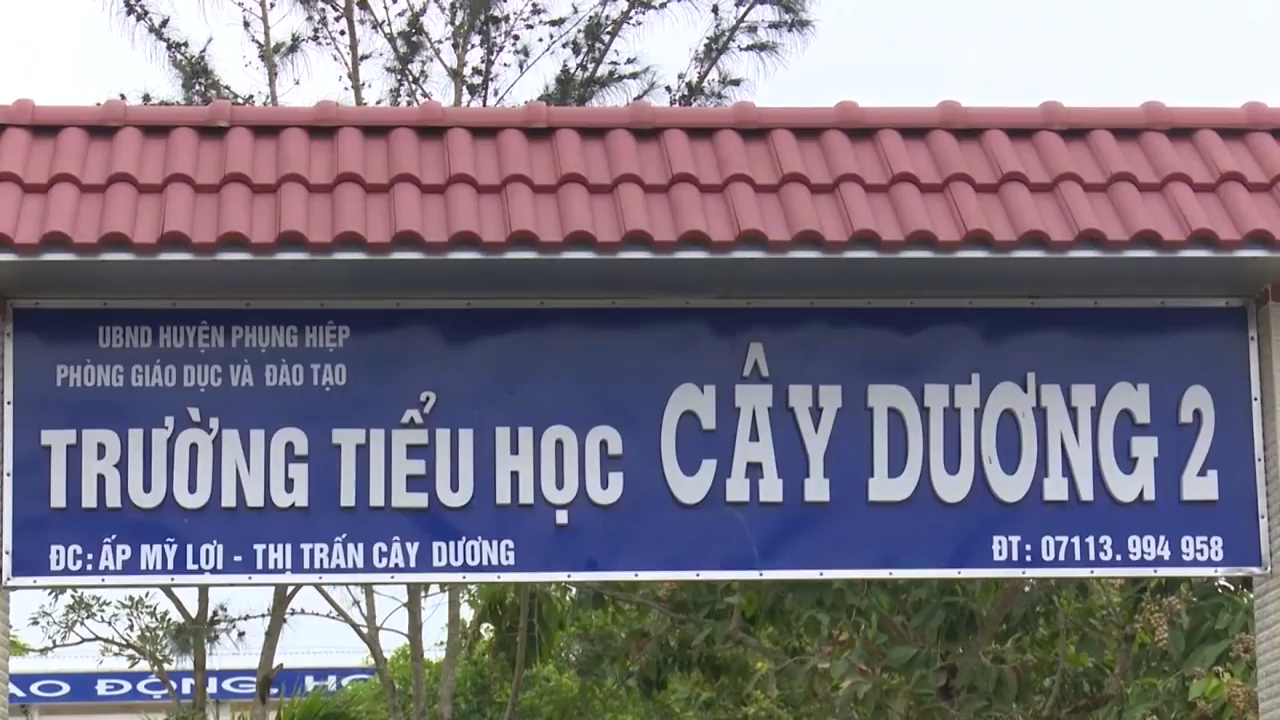 UBND HUYỆN PHỤNG HIỆP
PHÒNG GIÁO DỤC VÀ ĐÀO TẠO
TRƯỜNG TIỂU HỌC CÂY DƯƠNG 2
ĐC: ẤP MỸ LỢI - THỊ TRẤN CÂY DƯƠNG
ĐT: 07113. 994 958
ĐỘNG,